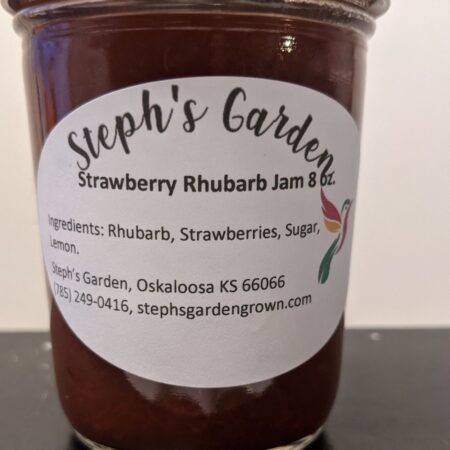 Steph's Garden
Strawberry Rhubarb Jam 8 oz.
Ingredients: Rhubarb, Strawberries, Sugar,
Lemon.
Steph's Garden, Oskaloosa KS 66066
(785) 249-0416, stephsgardengrown.com